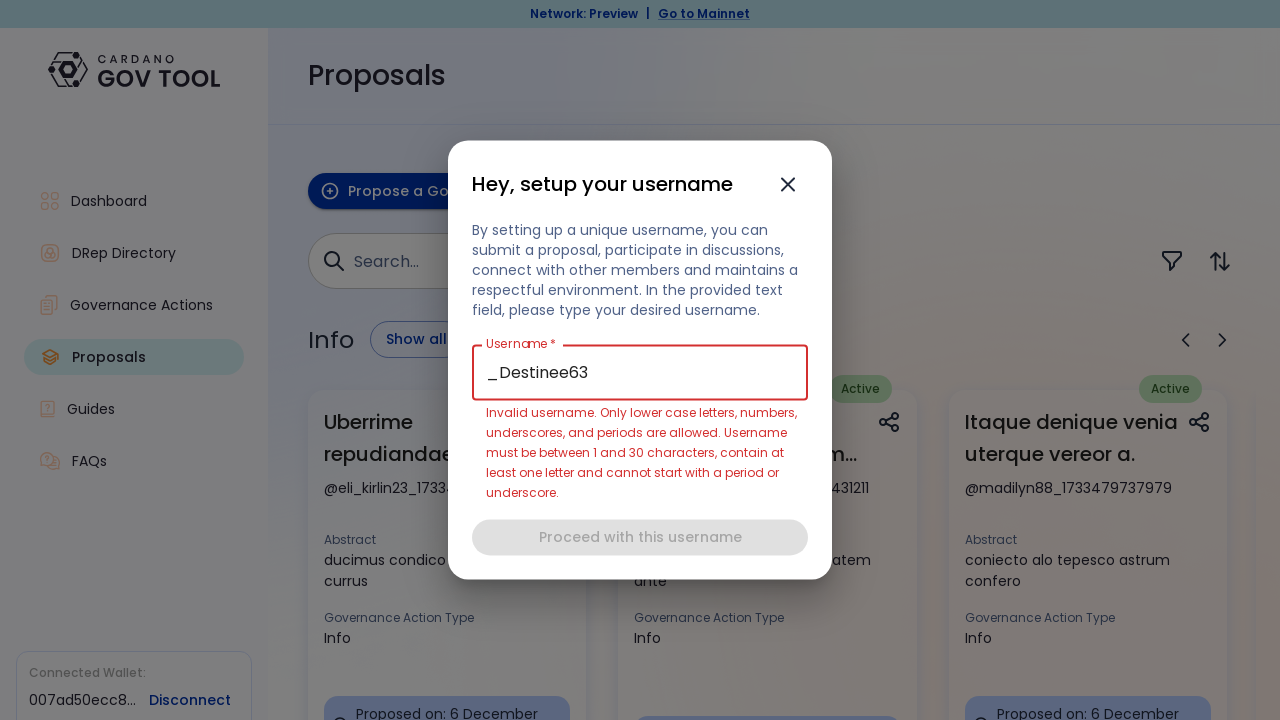 Network: Preview | Go to Mainnet
CARDANO
GOV TOOL
Proposals
Dashboard
DRep Directory
Governance Actions
Proposals
Guides
FAQs
Connected Wallet:
007ad50ecc8... Disconnect
Propose a Go
Search...
Info
Show all
Hey, setup your username
By setting up a unique username, you can
submit a proposal, participate in discussions,
connect with other members and maintains a
respectful environment. In the provided text
field, please type your desired username.
Username *
_Destinee63
Invalid username. Only lower case letters, numbers,
underscores, and periods are allowed. Username
must be between 1 and 30 characters, contain at
least one letter and cannot start with a period or
underscore.
Proceed with this username
Uberrime
repudiandae
@eli_kirlin23_1733
Abstract
ducimus condico
currus
Governance Action Type
Info
Proposed on: 6 December
Active
m...
431211
atem
ante
Governance Action Type
Info
Active
Itaque denique venia
uterque vereor a.
@madilyn88_1733479737979
Abstract
coniecto alo tepesco astrum
confero
Governance Action Type
Info
Proposed on: 6 December